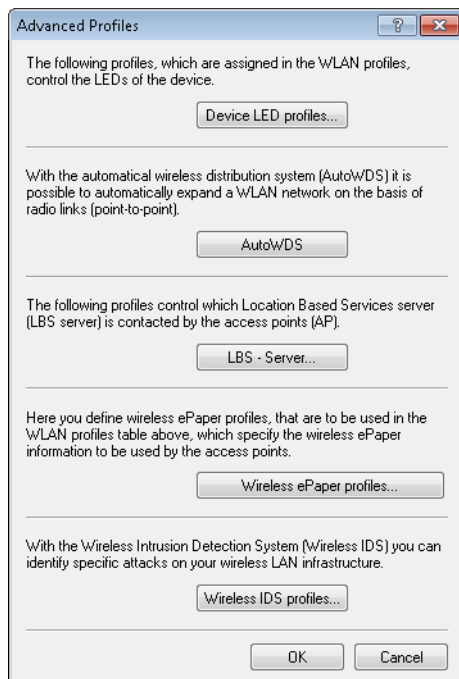 Advanced Profiles
?
The following profiles, which are assigned in the WLAN profiles,
control the LEDs of the device.
Device LED profiles...
With the automatical wireless distribution system (AutoWDS) it is
possible to automatically expand a WLAN network on the basis of
radio links (point-to-point).
AutoWDS
The following profiles control which Location Based Services server
(LBS server) is contacted by the access points (AP).
LBS - Server...
Here you define wireless ePaper profiles, that are to be used in the
WLAN profiles table above, which specify the wireless ePaper
information to be used by the access points.
Wireless ePaper profiles...
With the Wireless Intrusion Detection System (Wireless IDS) you can
identify specific attacks on your wireless LAN infrastructure.
Wireless IDS profiles...
OK Cancel